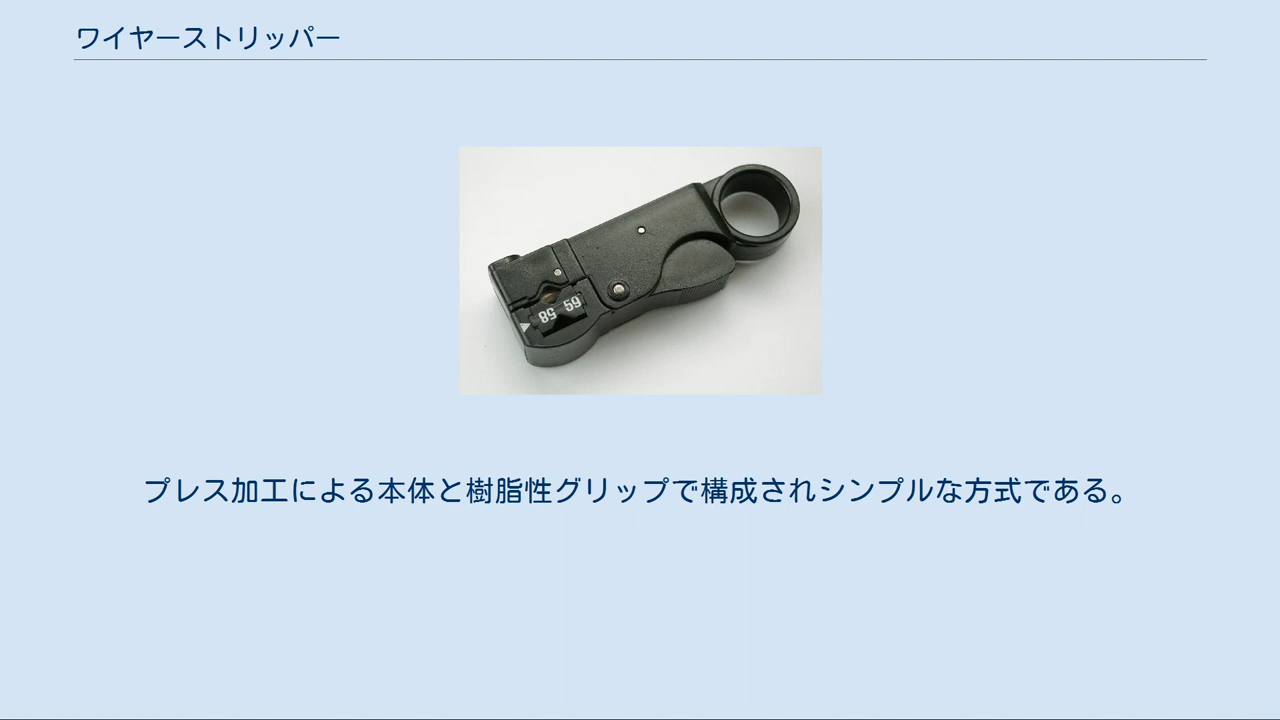 ワイヤーストリッパー
58 59
プレス加工による本体と樹脂性グリップで構成されシンプルな方式である。